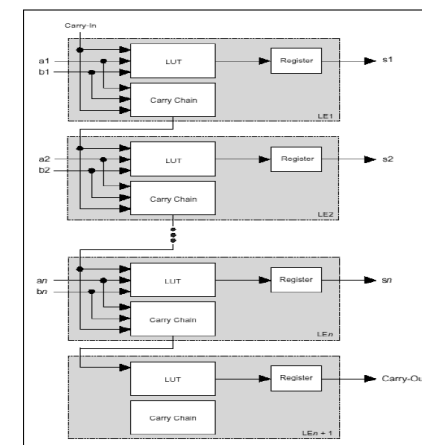 Carry-In
a1
b1
LUT
Register
s1
Carry Chain
LE1
a2
b2
LUT
Register
s2
Carry Chain
LE2
an
bn
LUT
Register
sn
Carry Chain
LEn
LUT
Register
Carry-Ou
Carry Chain
LEn + 1